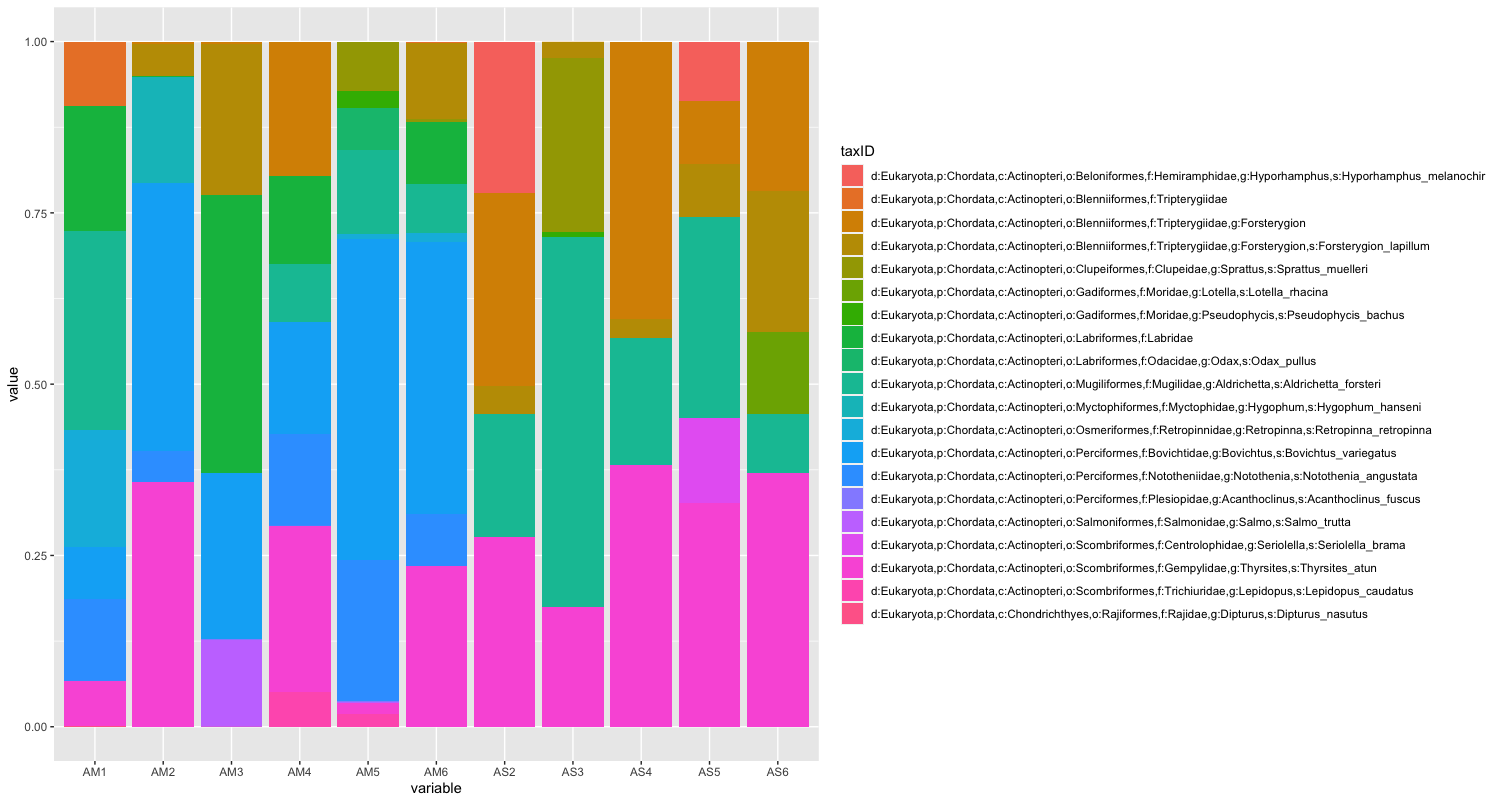 1.00
0.75
0.50
0.25
0.00
value
AM1 AM2 AM3 AM4 AM5 AM6 AS2 AS3 AS4 AS5 AS6
variable
taxID
d:Eukaryota,p:Chordata,c:Actinopteri,o:Beloniformes,f:Hemiramphidae,g:Hyporhamphus,s:Hyporhamphus_melanochir
d:Eukaryota,p:Chordata,c:Actinopteri,o:Blenniiformes,f:Tripterygiidae
d:Eukaryota,p:Chordata,c:Actinopteri,o:Blenniiformes,f:Tripterygiidae,g:Forsterygion
d:Eukaryota,p:Chordata,c:Actinopteri,o:Blenniiformes,f:Tripterygiidae,g:Forsterygion,s:Forsterygion_lapillum
d:Eukaryota,p:Chordata,c:Actinopteri,o:Clupeiformes,f:Clupeidae,g:Sprattus,s:Sprattus_muelleri
d:Eukaryota,p:Chordata,c:Actinopteri,o:Gadiformes,f:Moridae,g:Lotella,s:Lotella_rhacina
d:Eukaryota,p:Chordata,c:Actinopteri,o:Gadiformes,f:Moridae,g:Pseudophycis,s:Pseudophycis_bachus
d:Eukaryota,p:Chordata,c:Actinopteri,o:Labriformes,f:Labridae
d:Eukaryota,p:Chordata,c:Actinopteri,o:Labriformes,f:Odacidae,g:Odax,s:Odax_pullus
d:Eukaryota,p:Chordata,c:Actinopteri,o:Mugiliformes,f:Mugilidae,g:Aldrichetta,s:Aldrichetta_forsteri
d:Eukaryota,p:Chordata,c:Actinopteri,o:Myctophiformes,f:Myctophidae,g:Hygophum,s:Hygophum_hanseni
d:Eukaryota,p:Chordata,c:Actinopteri,o:Osmeriformes,f:Retropinnidae,g:Retropinna,s:Retropinna_retropinna
d:Eukaryota,p:Chordata,c:Actinopteri,o:Perciformes,f:Bovichtidae,g:Bovichtus,s:Bovichtus_variegatus
d:Eukaryota,p:Chordata,c:Actinopteri,o:Perciformes,f:Nototheniidae,g:Notothenia,s:Notothenia_angustata
d:Eukaryota,p:Chordata,c:Actinopteri,o:Perciformes,f:Plesiopidae,g:Acanthoclinus,s:Acanthoclinus_fuscus
d:Eukaryota,p:Chordata,c:Actinopteri,o:Salmoniformes,f:Salmonidae,g:Salmo,s:Salmo_trutta
d:Eukaryota,p:Chordata,c:Actinopteri,o:Scombriformes,f:Centrolophidae,g:Seriolella,s:Seriolella_brama
d:Eukaryota,p:Chordata,c:Actinopteri,o:Scombriformes,f:Gempylidae,g:Thyrsites,s:Thyrsites_atun
d:Eukaryota,p:Chordata,c:Actinopteri,o:Scombriformes,f:Trichiuridae,g:Lepidopus,s:Lepidopus_caudatus
d:Eukaryota,p:Chordata,c:Chondrichthyes,o:Rajiformes,f:Rajidae,g:Dipturus,s:Dipturus_nasutus